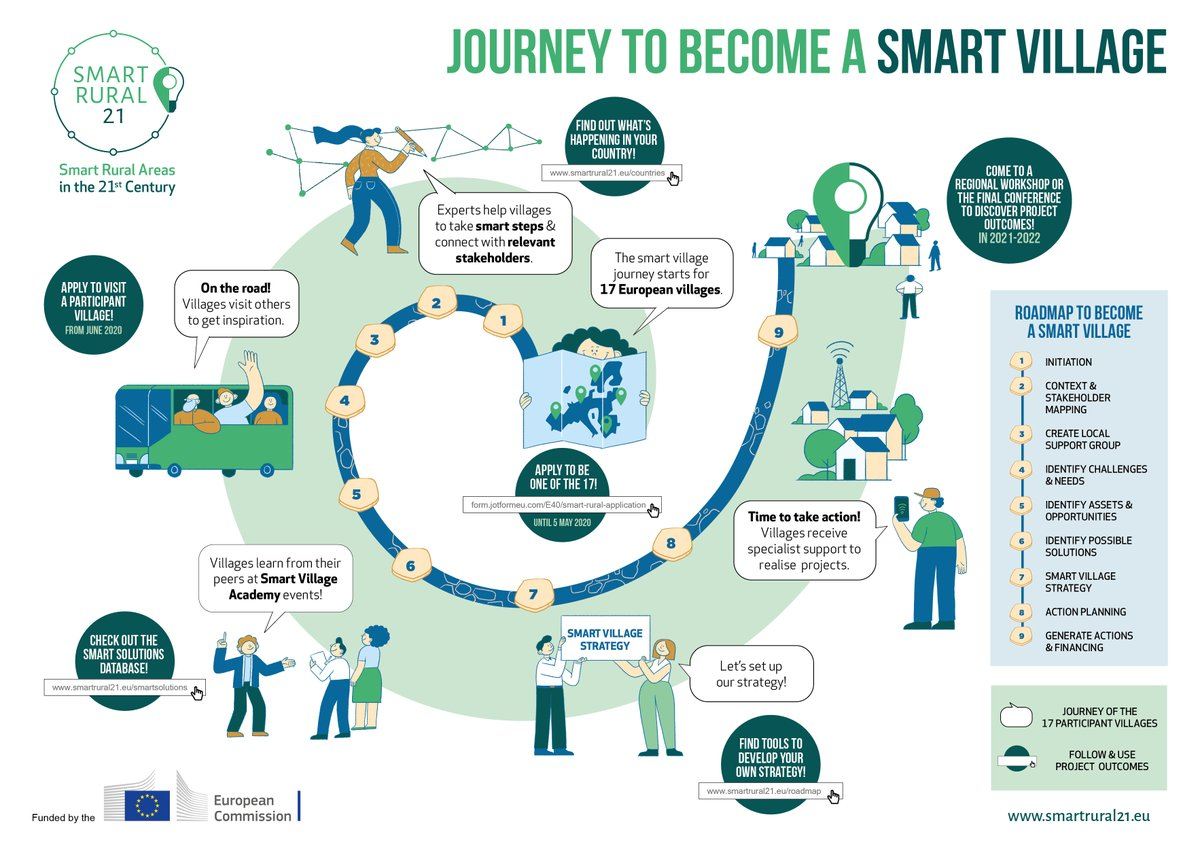 JOURNEY TO BECOME A SMART VILLAGE
SMART
RURAL
21
Smart Rural Areas
in the 21st Century
FIND OUT WHAT'S
HAPPENING IN YOUR
COUNTRY!
www.smartrural21.eu/countries
COME TO A
REGIONAL WORKSHOP OR
THE FINAL CONFERENCE
TO DISCOVER PROJECT
OUTCOMES!
IN 2021-2022
Experts help villages
to take smart steps &
connect with relevant
stakeholders.
The smart village
journey starts for
17 European villages.
APPLY TO VISIT
A PARTICIPANT
VILLAGE!
FROM JUNE 2020
On the road!
Villages visit others
to get inspiration.
1
2
3
4
5
6
7
8
9
APPLY TO BE
ONE OF THE 17!
form.jotformeu.com/E40/smart-rural-application
UNTIL 5 MAY 2020
Time to take action!
Villages receive
specialist support to
realise projects.
Villages learn from their
peers at Smart Village
Academy events!
CHECK OUT THE
SMART SOLUTIONS
DATABASE!
www.smartrural21.eu/smartsolutions
SMART VILLAGE
STRATEGY
Let's set up
our strategy!
FIND TOOLS TO
DEVELOP YOUR
OWN STRATEGY!
www.smartrural21.eu/roadmap
ROADMAP TO BECOME
A SMART VILLAGE
1 INITIATION
2 CONTEXT &
STAKEHOLDER
MAPPING
3 CREATE LOCAL
SUPPORT GROUP
4 IDENTIFY CHALLENGES
& NEEDS
5 IDENTIFY ASSETS &
OPPORTUNITIES
6 IDENTIFY POSSIBLE
SOLUTIONS
7 SMART VILLAGE
STRATEGY
8 ACTION PLANNING
9 GENERATE ACTIONS
& FINANCING
JOURNEY OF THE
17 PARTICIPANT VILLAGES
FOLLOW & USE
PROJECT OUTCOMES
Funded by the
European
Commission
www.smartrural21.eu